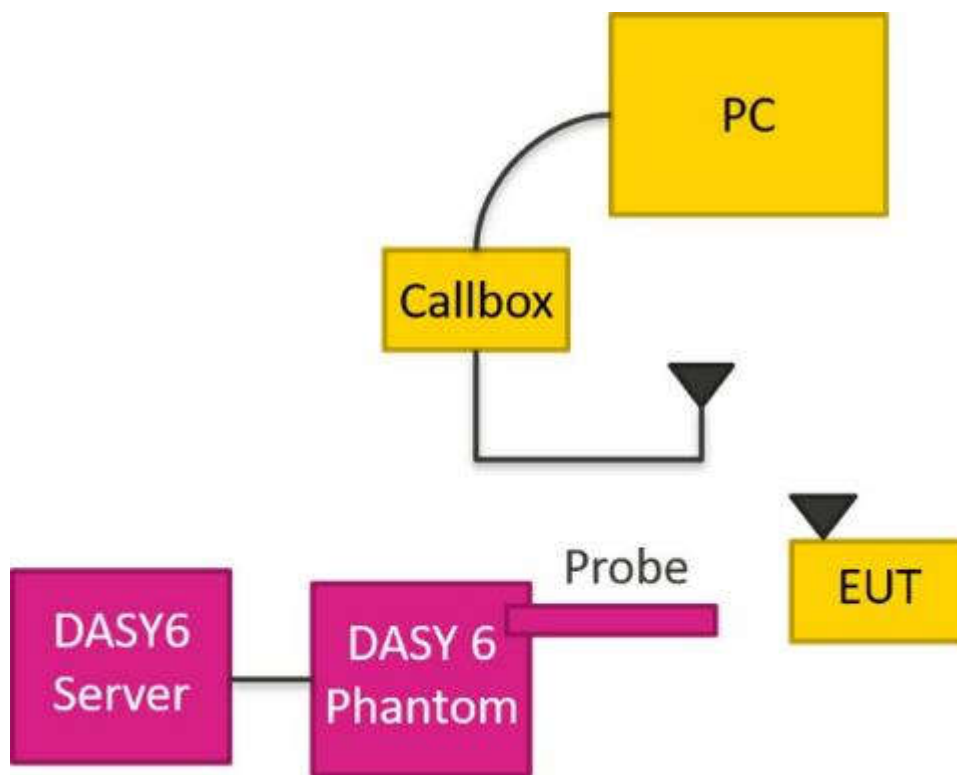 PC
Callbox
Probe
EUT
DASY6
Server
DASY 6
Phantom